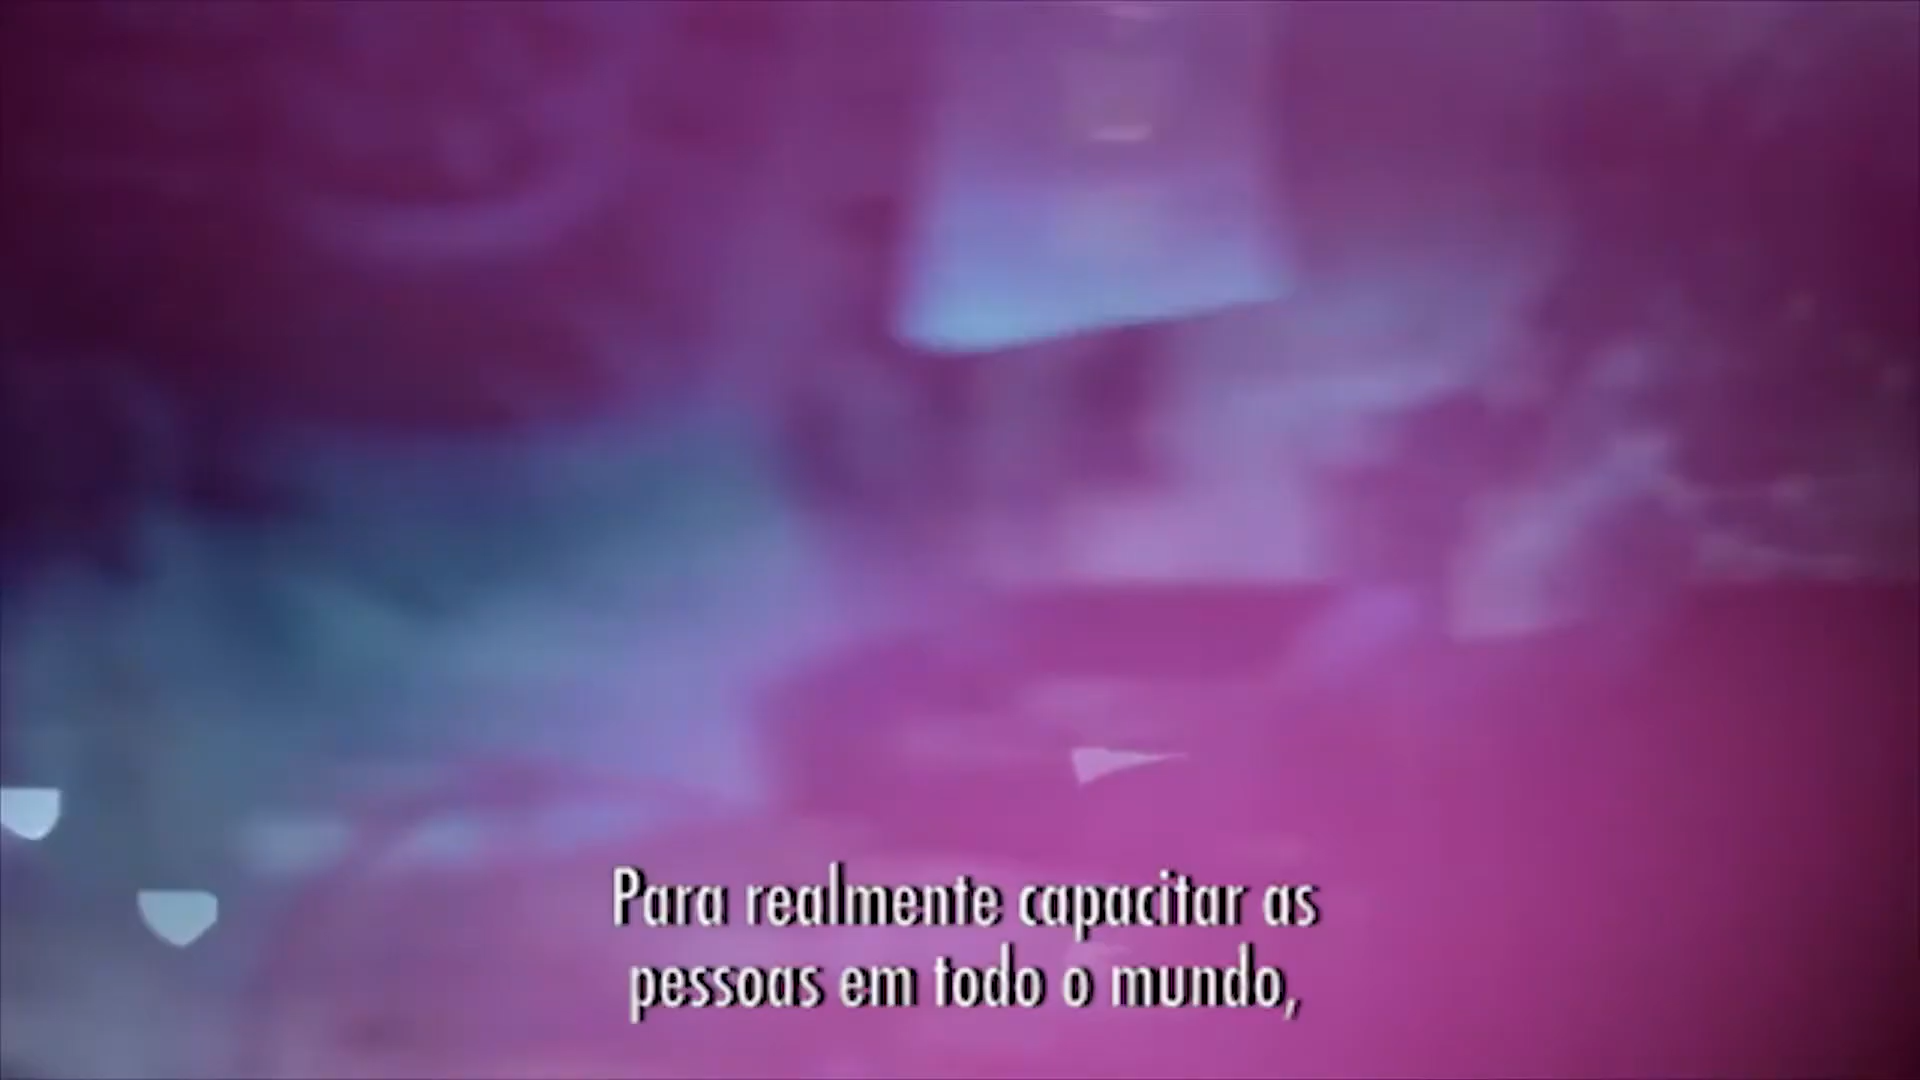 Para realmente capacitar as
pessoas em todo o mundo,